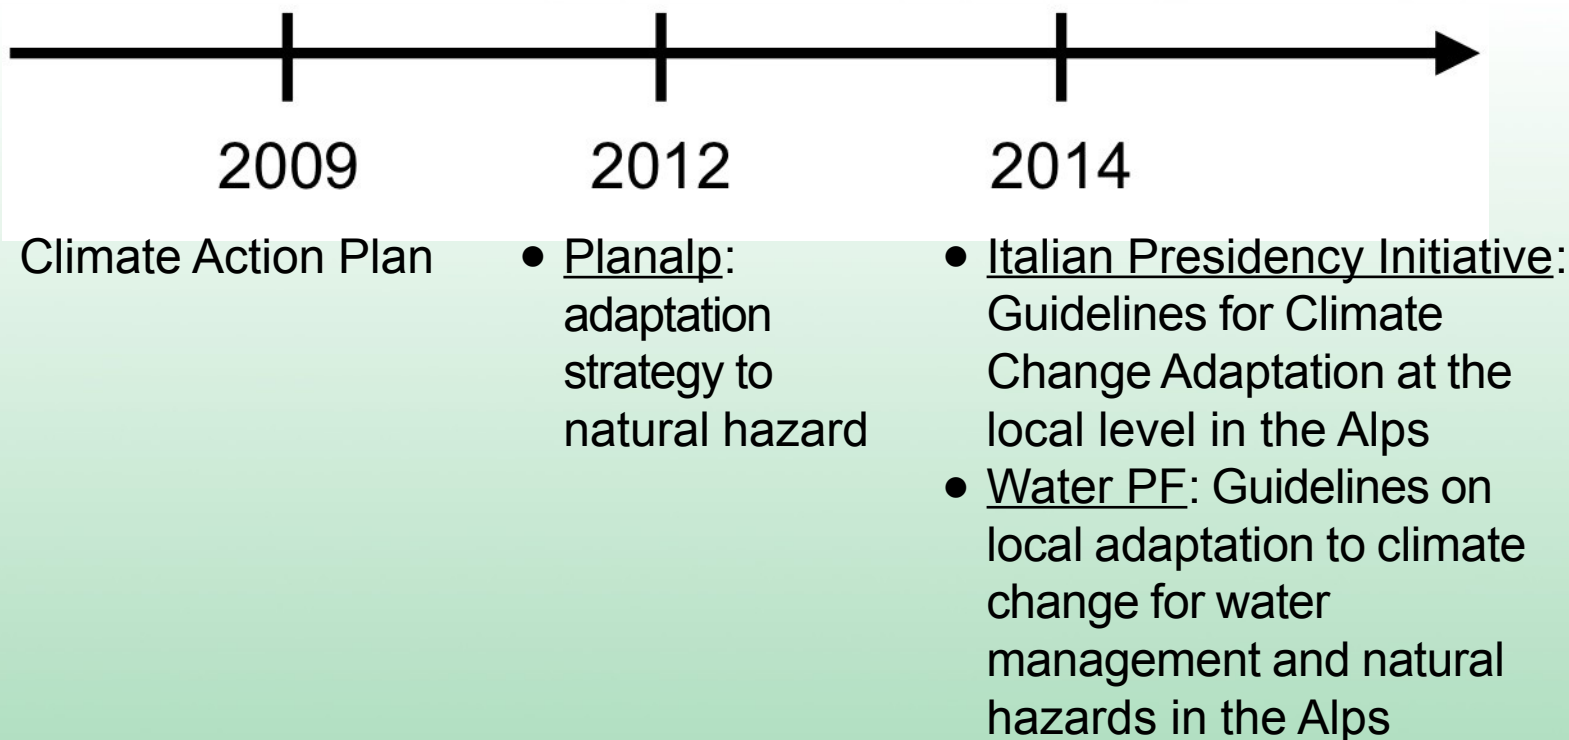 2009
2012
2014
Climate Action Plan
• Planalp:
adaptation
strategy to
natural hazard
• Italian Presidency Initiative:
Guidelines for Climate
Change Adaptation at the
local level in the Alps
• Water PF: Guidelines on
local adaptation to climate
change for water
management and natural
hazards in the Alps